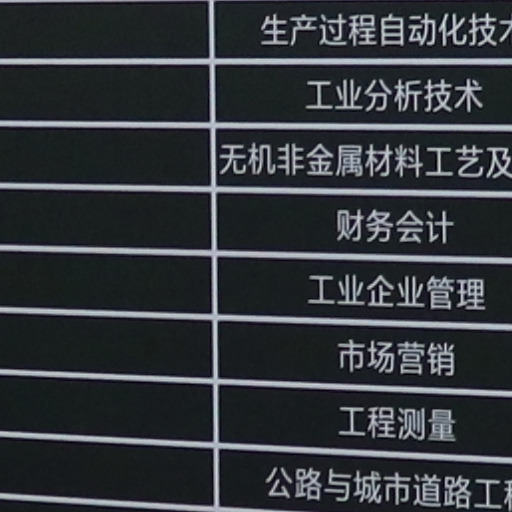 生产过程自动化技术
工业分析技术
无机非金属材料工艺及
财务会计
工业企业管理
市场营销
工程测量
公路与城市道路工程